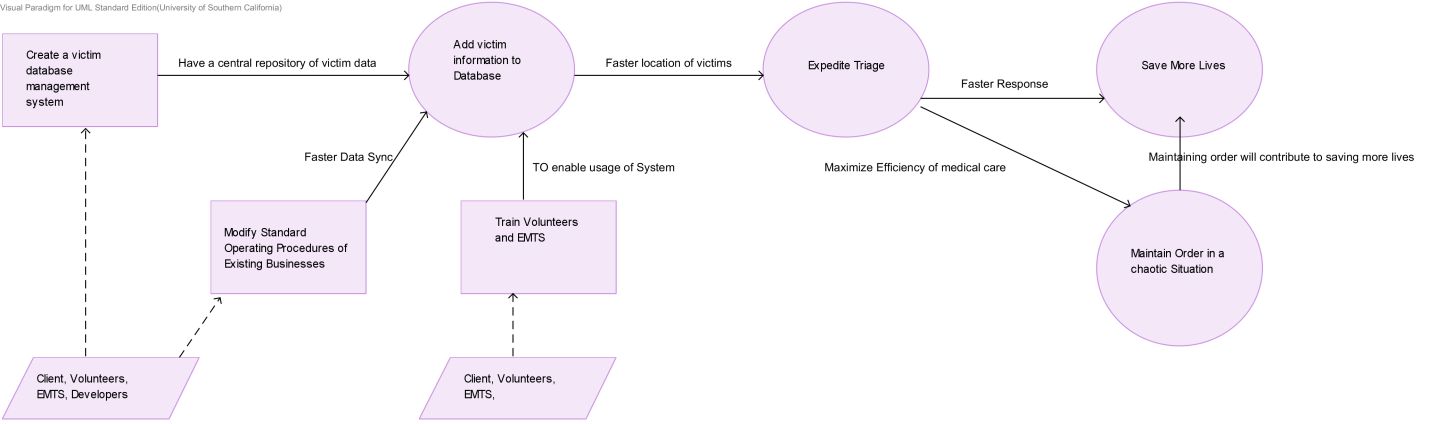 Visual Paradigm for UML Standard Edition(University of Southern California)
Create a victim
database
management
system
Have a central repository of victim data
Add victim
information to
Database
Faster location of victims
Expedite Triage
Faster Response
Save More Lives
Faster Data Sync
TO enable usage of System
Maximize Efficiency of medical care
Maintaining order will contribute to saving more lives
Modify Standard
Operating Procedures of
Existing Businesses
Train Volunteers
and EMTS
Maintain Order in a
chaotic Situation
Client, Volunteers,
EMTS, Developers
Client, Volunteers,
EMTS,